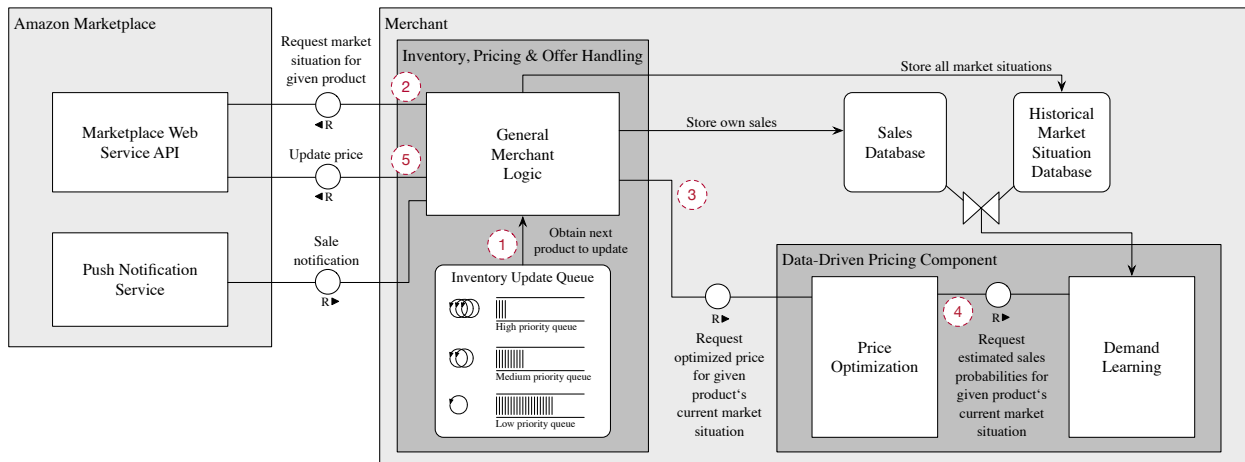 Amazon Marketplace
Merchant
Request market
situation for
given product
Inventory, Pricing & Offer Handling
Store all market situations
2
R
Marketplace Web
Service API
General
Merchant
Logic
Store own sales
Sales
Database
Historical
Market
Situation
Database
Update price
5
R
3
Sale
notification
1
Obtain next
product to update
Push Notification
Service
R
Inventory Update Queue
High priority queue
Medium priority queue
Low priority queue
Data-Driven Pricing Component
R
Request
optimized price
for given
product‘s
current market
situation
Price
Optimization
4
R
Request
estimated sales
probabilities for
given product‘s
current market
situation
Demand
Learning